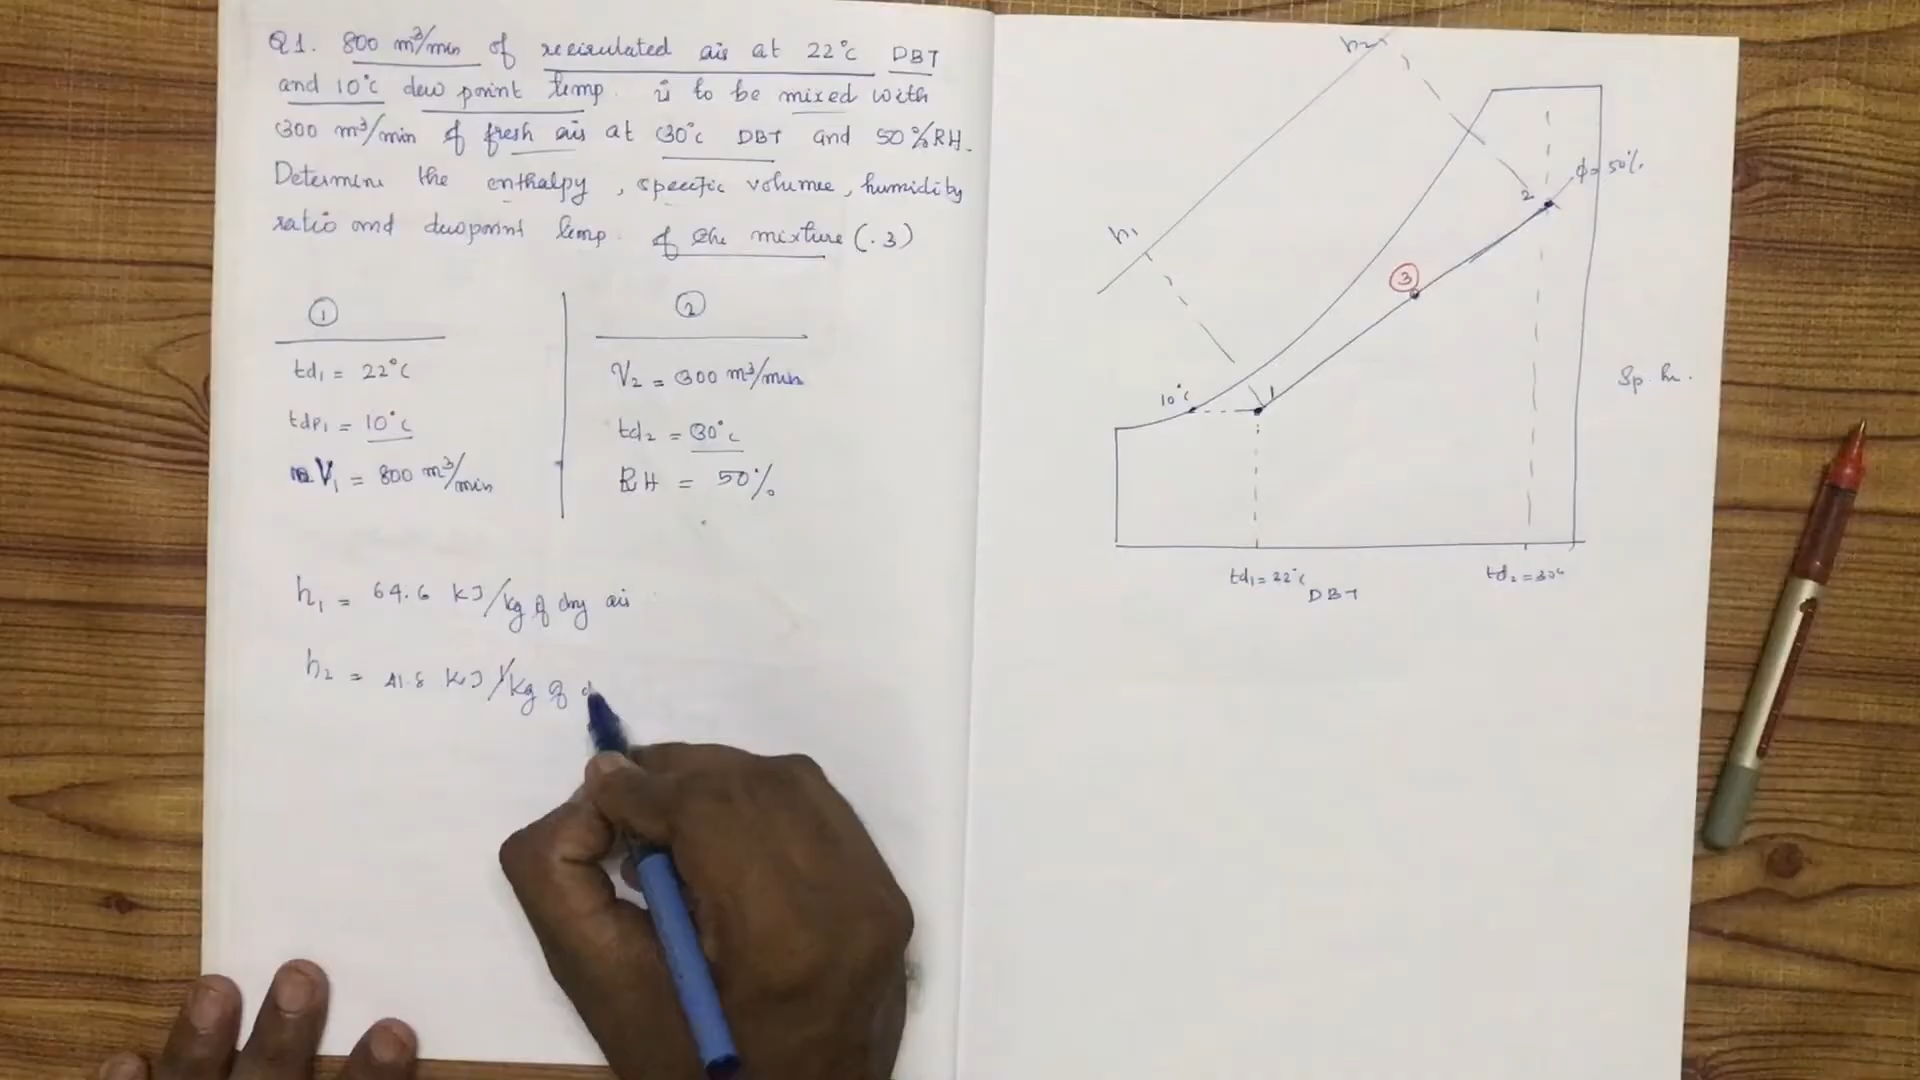 Q1. 800 m³/min of recirculated air at 22°C DBT
and 10°C dew point temp. is to be mixed with
300 m³/min of fresh air at 30°C DBT and 50% RH.
Determine the enthalpy, specific volume, humidity
ratio and dewpoint temp. of the mixture (.3)
①
td₁ = 22°C
tdp₁ = 10°C
V₁ = 800 m³/min
②
V₂ = 300 m³/min
td₂ = 30°C
RH = 50%
h₁ = 64.6 KJ/kg of dry air
h₂ = 41.8 KJ/kg of d
h₂
h₁
φ = 50%
2
③
10°C
1
Sp. h.
td₁ = 22°C
td₂ = 30°
DBT